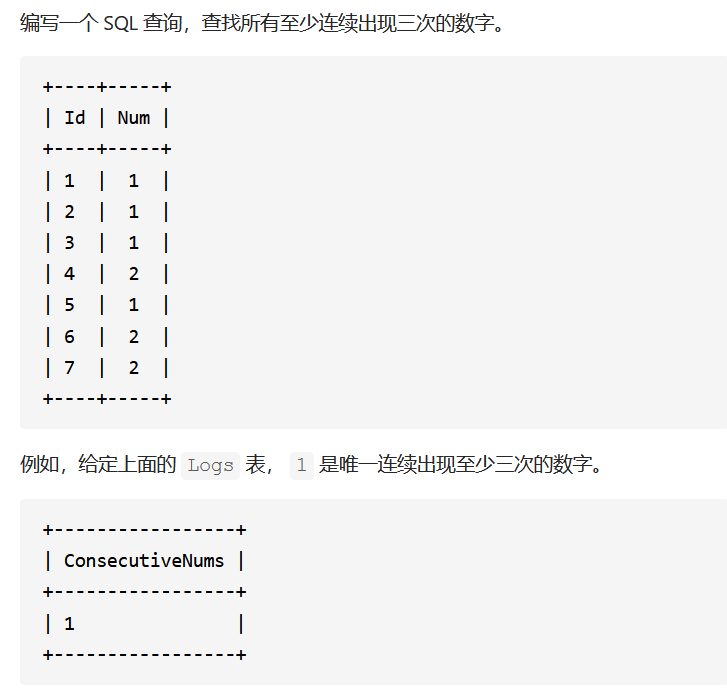 编写一个 SQL 查询，查找所有至少连续出现三次的数字。
+----+-----+
| Id | Num |
+----+-----+
| 1  |  1  |
| 2  |  1  |
| 3  |  1  |
| 4  |  2  |
| 5  |  1  |
| 6  |  2  |
| 7  |  2  |
+----+-----+
例如，给定上面的 Logs 表， 1 是唯一连续出现至少三次的数字。
+-----------------+
| ConsecutiveNums |
+-----------------+
| 1               |
+-----------------+